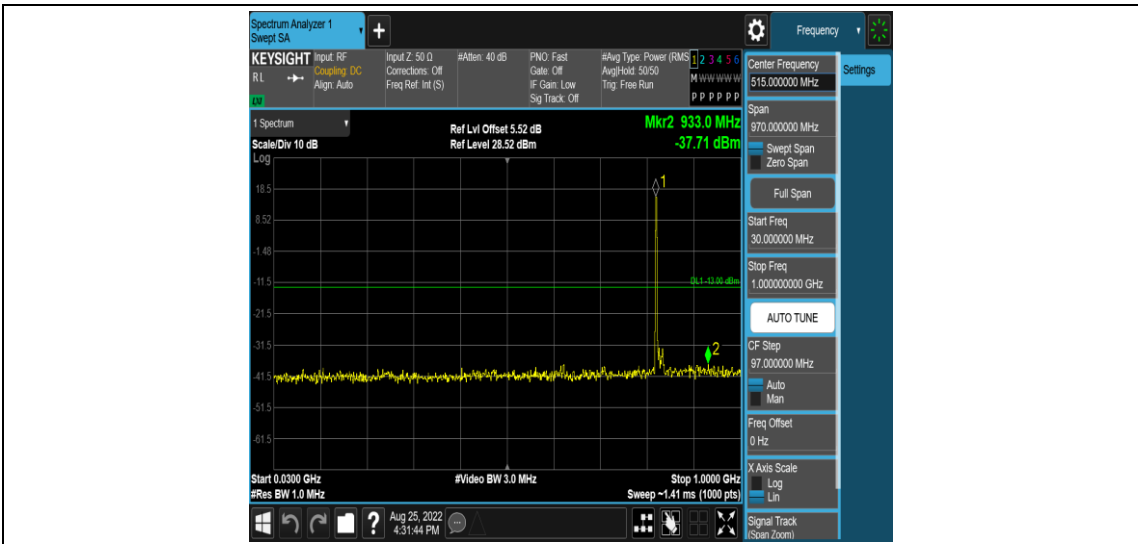 Spectrum Analyzer 1
Swept SA
+
Frequency
KEYSIGHT
RL
LXI
Input: RF
Coupling: DC
Align: Auto
Input Z: 50 Ω
Corrections: Off
Freq Ref: Int (S)
#Atten: 40 dB
PNO: Fast
Gate: Off
IF Gain: Low
Sig Track: Off
#Avg Type: Power (RMS
Avg|Hold: 50/50
Trig: Free Run
1 2 3 4 5 6
M W W W W W
P P P P P P
Center Frequency
515.000000 MHz
Settings
1 Spectrum
Scale/Div 10 dB
Ref Lvl Offset 5.52 dB
Ref Level 28.52 dBm
Mkr2 933.0 MHz
-37.71 dBm
Log
18.5
8.52
-1.48
-11.5
-21.5
-31.5
-41.5
-51.5
-61.5
1
DL1 -13.00 dBm
2
Start 0.0300 GHz
#Res BW 1.0 MHz
#Video BW 3.0 MHz
Stop 1.0000 GHz
Sweep ~1.41 ms (1000 pts)
Span
970.000000 MHz
Swept Span
Zero Span
Full Span
Start Freq
30.000000 MHz
Stop Freq
1.000000000 GHz
AUTO TUNE
CF Step
97.000000 MHz
Auto
Man
Freq Offset
0 Hz
X Axis Scale
Log
Lin
Signal Track
(Span Zoom)
?
Aug 25, 2022
4:31:44 PM